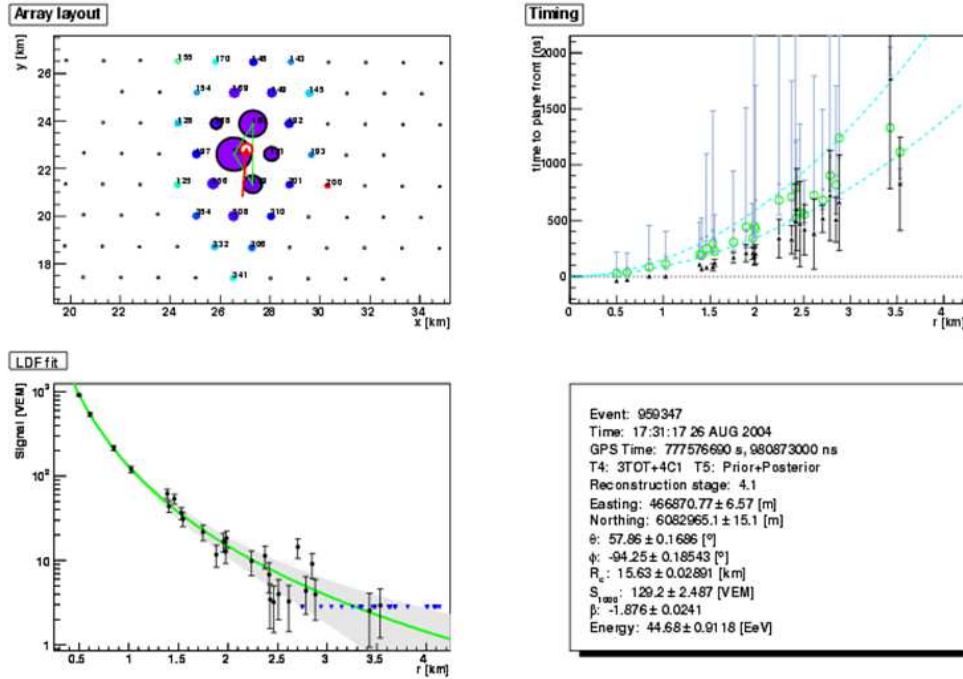 Array layout
y [km]
26
24
22
20
18
20
22
24
26
28
30
32
34
x [km]
155
170
143
154
169
149
145
192
193
125
201
200
354
310
332
341
Timing
time to plane front [ns]
2000
1500
1000
500
0
0
0.5
1
1.5
2
2.5
3
3.5
4
r [km]
LDF fit
Signal [VEM]
10³
10²
10
1
0.5
1
1.5
2
2.5
3
3.5
4
r [km]
Event: 959347
Time: 17:31:17 26 AUG 2004
GPS Time: 777576690 s, 980873000 ns
T4: 3TOT+4C1 T5: Prior+Posterior
Reconstruction stage: 4.1
Easting: 466870.77 ± 6.57 [m]
Northing: 6082965.1 ± 15.1 [m]
θ: 57.86 ± 0.1686 [º]
ϕ: -94.25 ± 0.18543 [º]
R_c: 15.63 ± 0.02891 [km]
S_1000: 129.2 ± 2.487 [VEM]
β: -1.876 ± 0.0241
Energy: 44.68 ± 0.9118 [EeV]